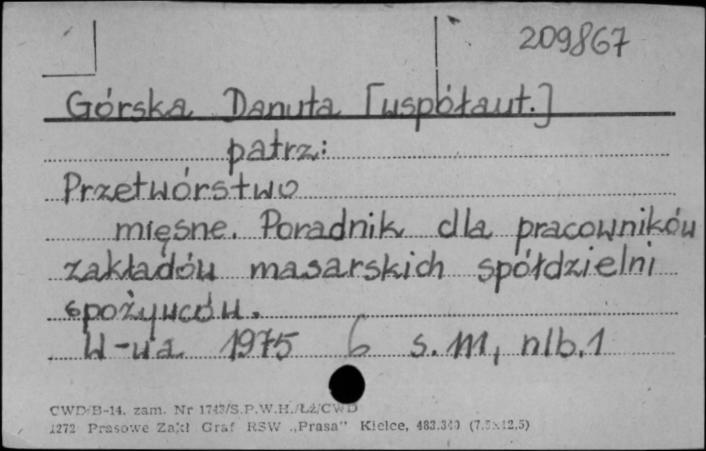 209867
Górska Danuta [współaut.]
patrz:
Przetwórstwo
mięsne. Poradnik dla pracowników
zakładów masarskich spółdzielni
spożywców.
W-wa 1975 6 s. 111, nlb. 1
CWD/B-14. zam. Nr 1743/S.P.W.H./Łż/CWD
1272 Prasowe Zakł Graf RSW „Prasa" Kielce, 483.340 (7.5x12.5)